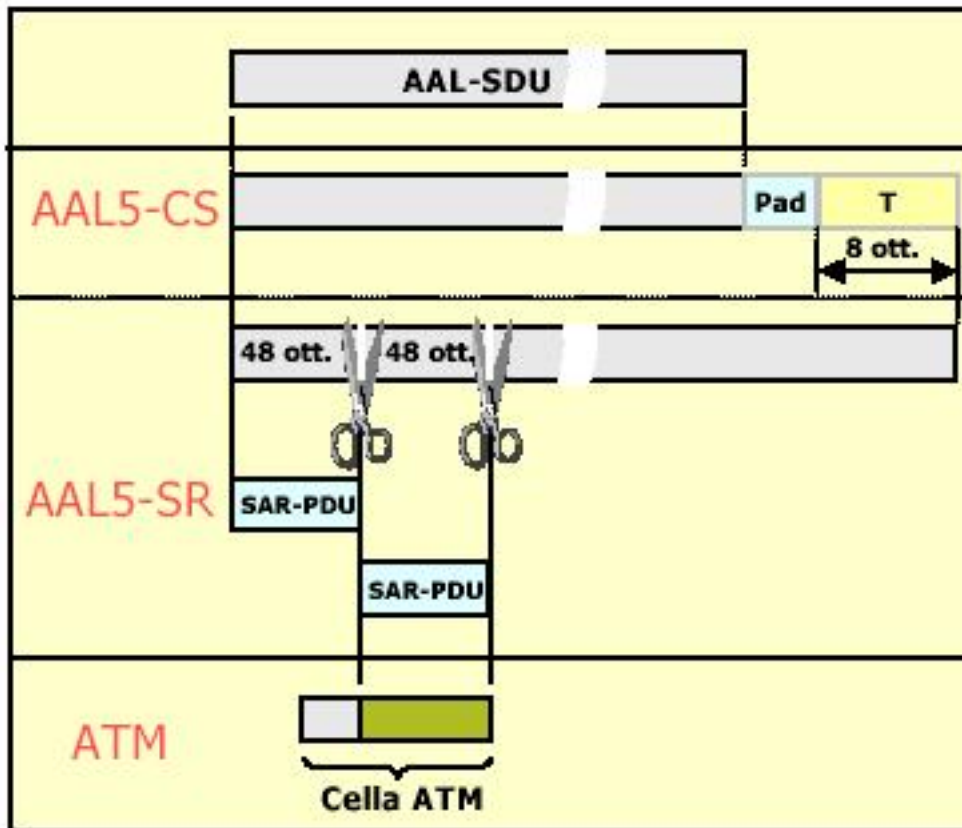 AAL-SDU
AAL5-CS
Pad
T
8 ott.
48 ott.
48 ott.
AAL5-SR
SAR-PDU
SAR-PDU
ATM
Cella ATM